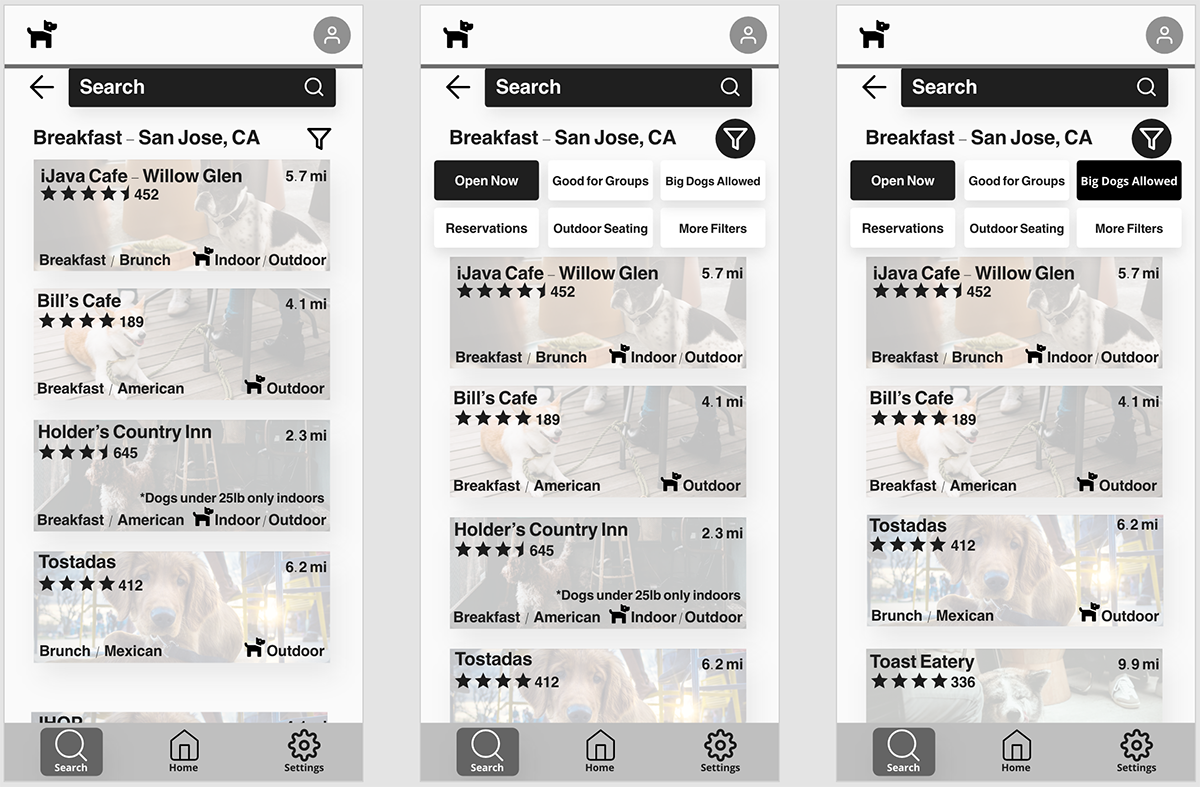 Search
Breakfast – San Jose, CA
iJava Cafe – Willow Glen 5.7 mi
452
Breakfast / Brunch Indoor / Outdoor
Bill's Cafe 4.1 mi
189
Breakfast / American Outdoor
Holder's Country Inn 2.3 mi
645
*Dogs under 25lb only indoors
Breakfast / American Indoor / Outdoor
Tostadas 6.2 mi
412
Brunch / Mexican Outdoor
IHOP
Search Home Settings
Search
Breakfast – San Jose, CA
Open Now Good for Groups Big Dogs Allowed
Reservations Outdoor Seating More Filters
iJava Cafe – Willow Glen 5.7 mi
452
Breakfast / Brunch Indoor / Outdoor
Bill's Cafe 4.1 mi
189
Breakfast / American Outdoor
Holder's Country Inn 2.3 mi
645
*Dogs under 25lb only indoors
Breakfast / American Indoor / Outdoor
Tostadas 6.2 mi
412
Search Home Settings
Search
Breakfast – San Jose, CA
Open Now Good for Groups Big Dogs Allowed
Reservations Outdoor Seating More Filters
iJava Cafe – Willow Glen 5.7 mi
452
Breakfast / Brunch Indoor / Outdoor
Bill's Cafe 4.1 mi
189
Breakfast / American Outdoor
Tostadas 6.2 mi
412
Brunch / Mexican Outdoor
Toast Eatery 9.9 mi
336
Search Home Settings